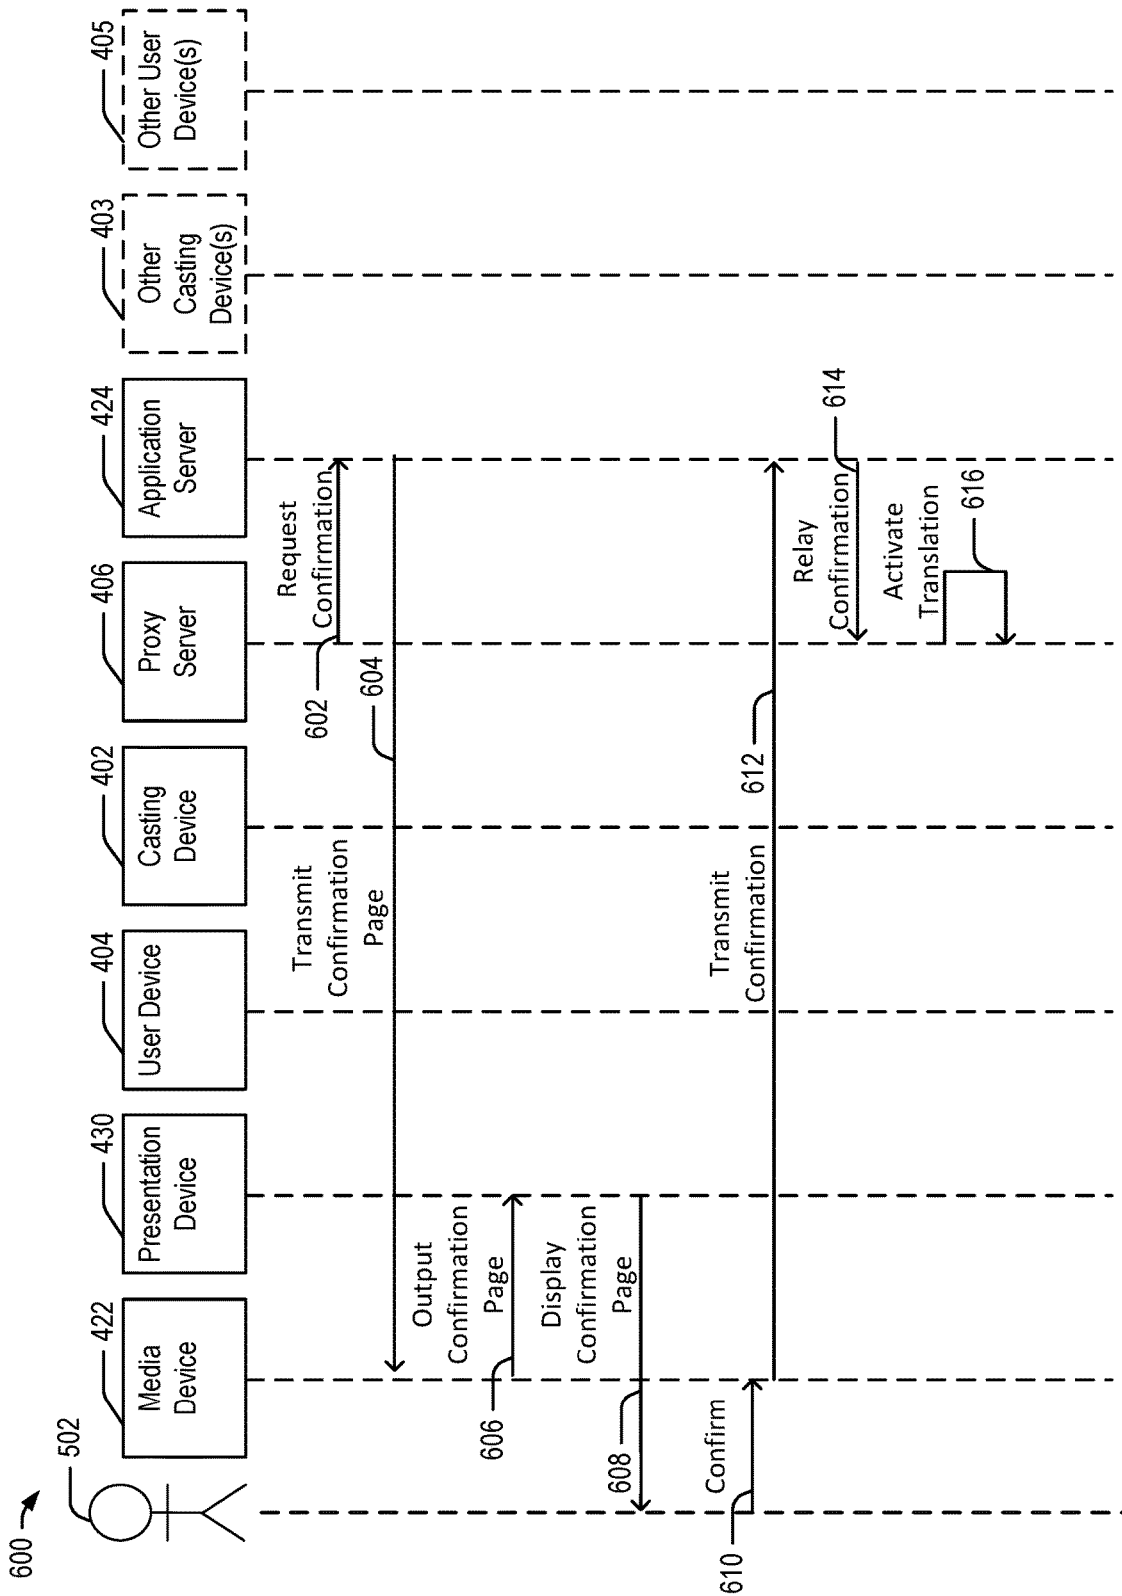 600
502
422
430
404
402
406
424
403
405
Media
Device
Presentation
Device
User Device
Casting
Device
Proxy
Server
Application
Server
Other
Casting
Device(s)
Other User
Device(s)
Request
Confirmation
602
Transmit
Confirmation
Page
604
Output
Confirmation
Page
606
Display
Confirmation
Page
608
Confirm
610
Transmit
Confirmation
612
Relay
Confirmation
614
Activate
Translation
616